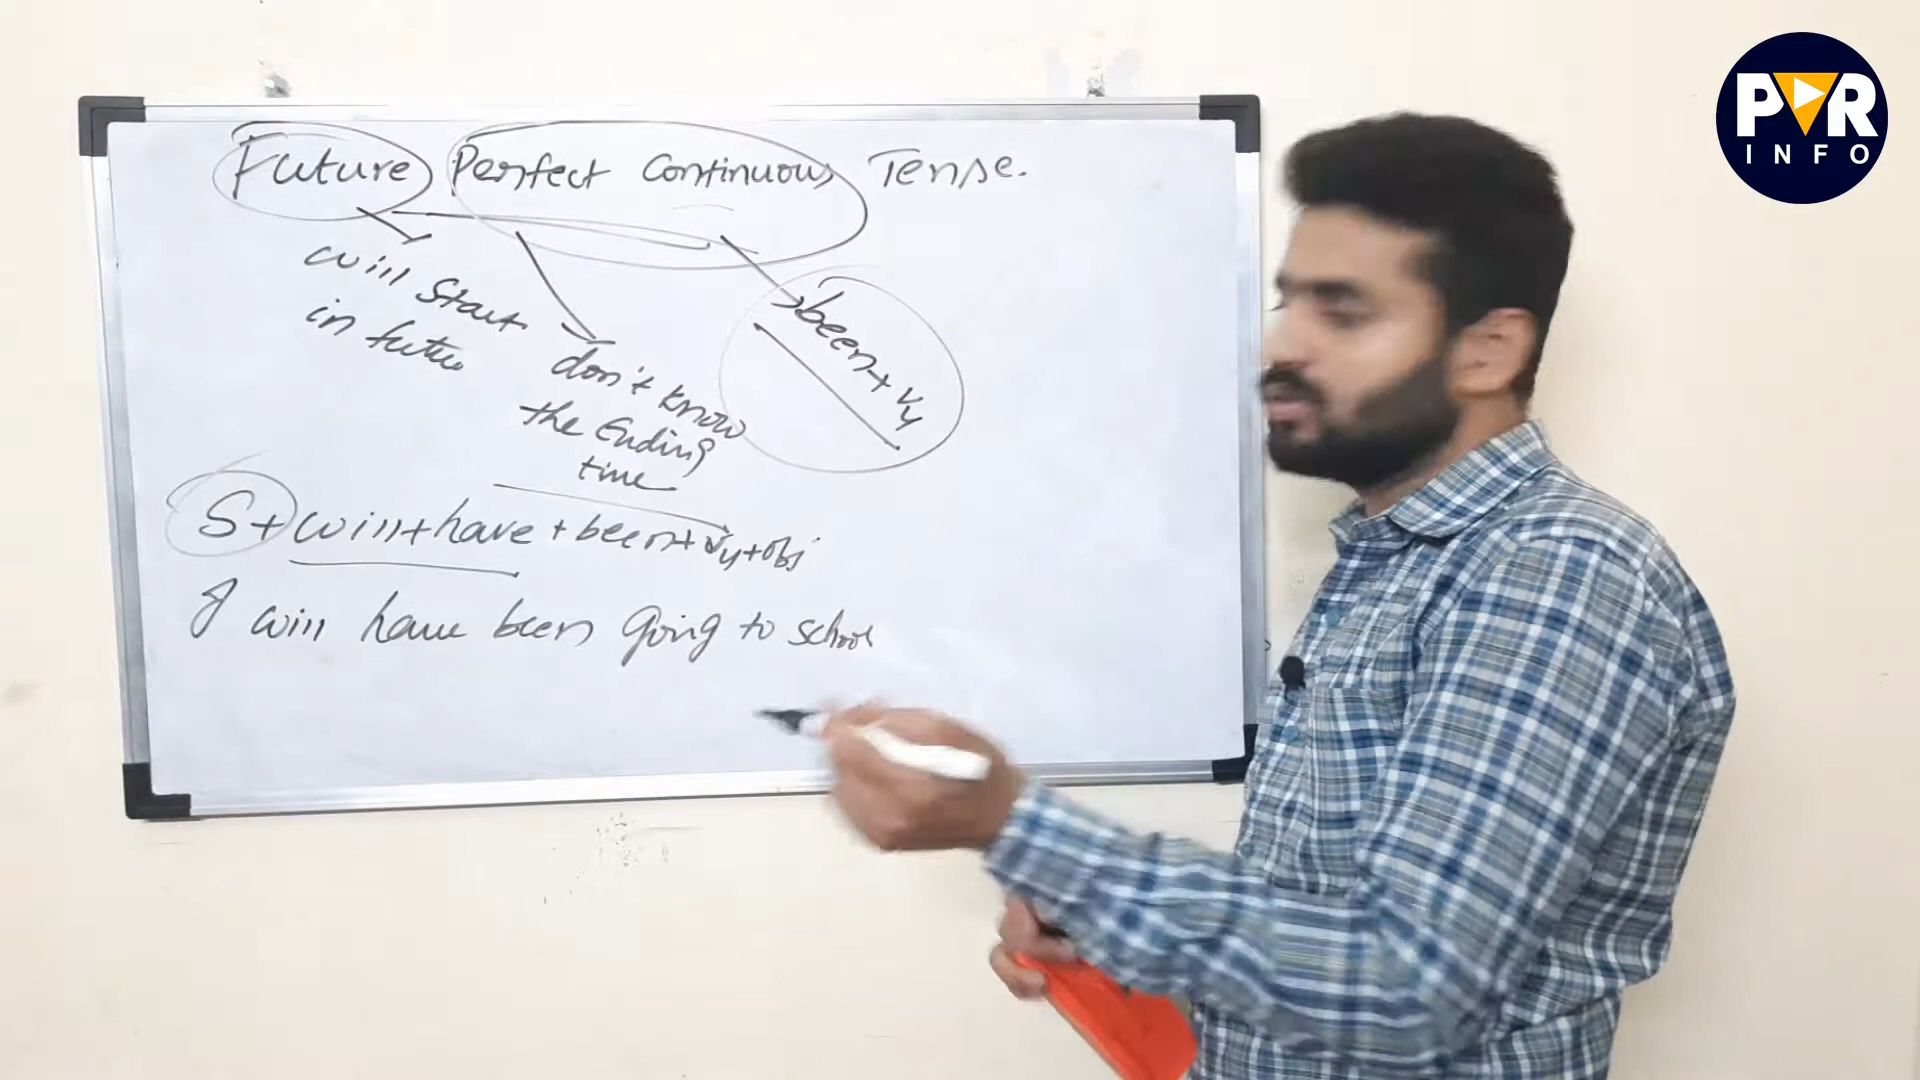 Future Perfect Continuous Tense.
will start
in future
don't know
the Ending
time
been + V4
S + will + have + been + V4 + obj
I will have been going to school
PVR
INFO